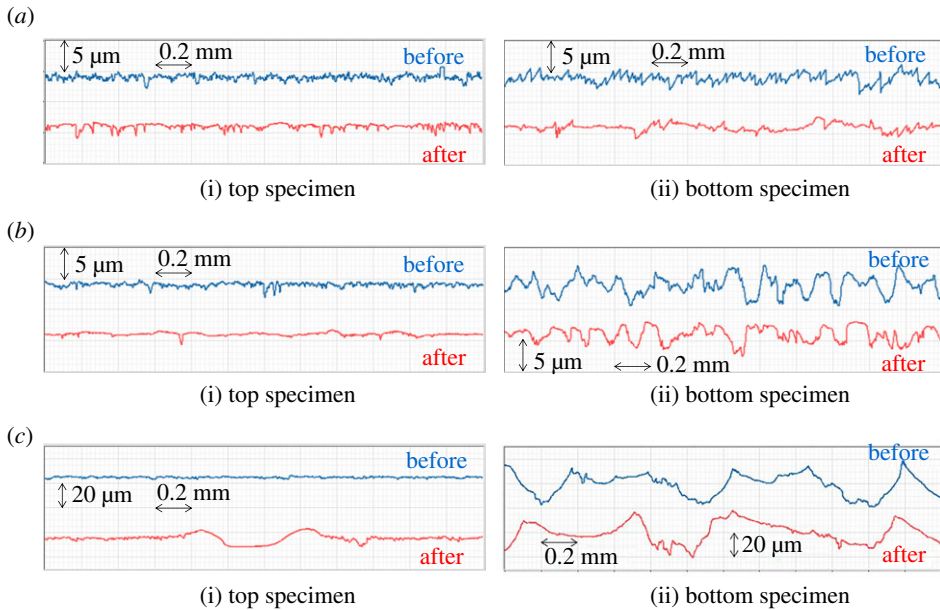 (a)
5 µm 0.2 mm before
after
(i) top specimen
5 µm 0.2 mm before
after
(ii) bottom specimen
(b)
5 µm 0.2 mm before
after
(i) top specimen
before
after
5 µm 0.2 mm
(ii) bottom specimen
(c)
before
20 µm 0.2 mm
after
(i) top specimen
before
0.2 mm 20 µm after
(ii) bottom specimen